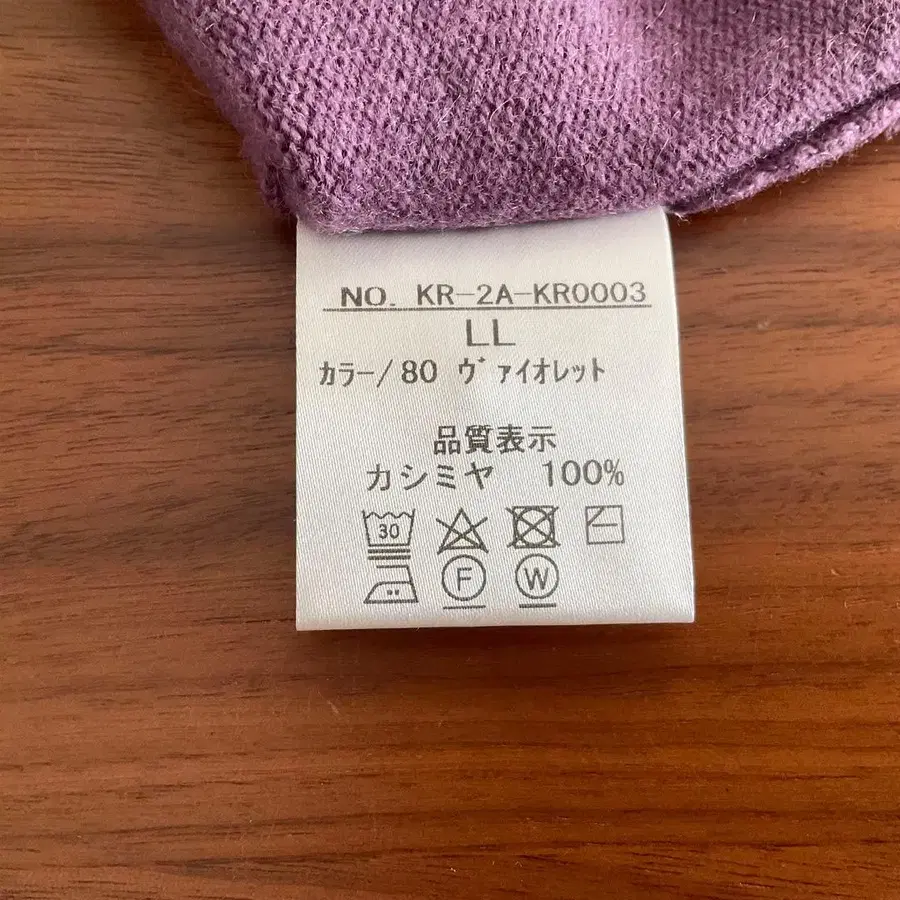 NO. KR-2A-KR0003
LL
カラー/80 ヴァイオレット
品質表示
カシミヤ 100%
30
F W